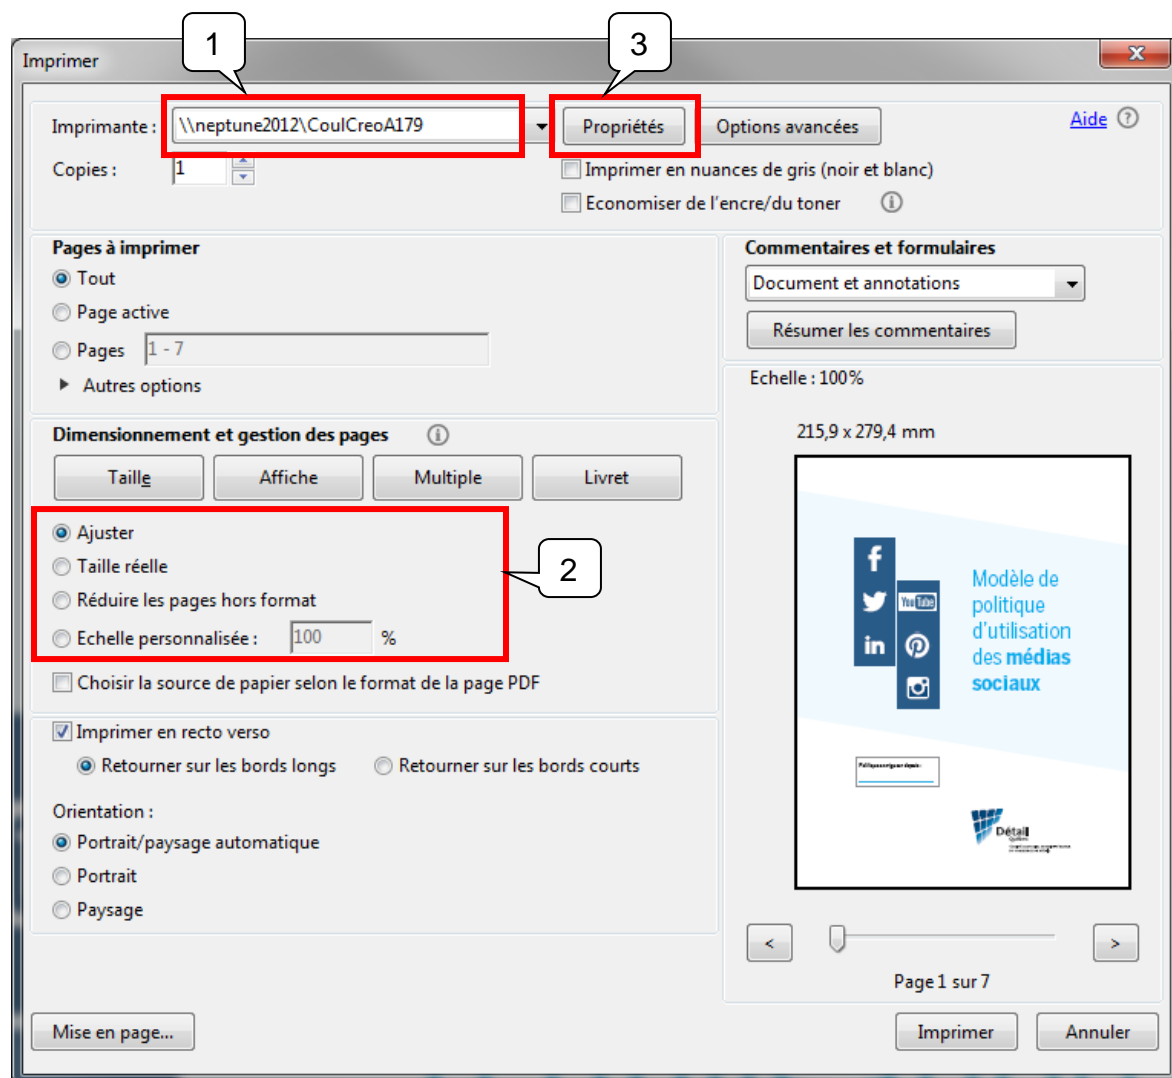 1
3
Imprimer
Imprimante : \\neptune2012\CoulCreoA179 Propriétés Options avancées Aide
Copies : 1 Imprimer en nuances de gris (noir et blanc)
Economiser de l'encre/du toner
Pages à imprimer
Tout
Page active
Pages 1 - 7
Autres options
Commentaires et formulaires
Document et annotations
Résumer les commentaires
Dimensionnement et gestion des pages
Taille Affiche Multiple Livret
Ajuster
Taille réelle
Réduire les pages hors format
Echelle personnalisée : 100 %
2
Choisir la source de papier selon le format de la page PDF
Imprimer en recto verso
Retourner sur les bords longs Retourner sur les bords courts
Orientation :
Portrait/paysage automatique
Portrait
Paysage
Echelle : 100%
215,9 x 279,4 mm
f
You Tube
in
Modèle de
politique
d'utilisation
des médias
sociaux
Détail
< >
Page 1 sur 7
Mise en page... Imprimer Annuler